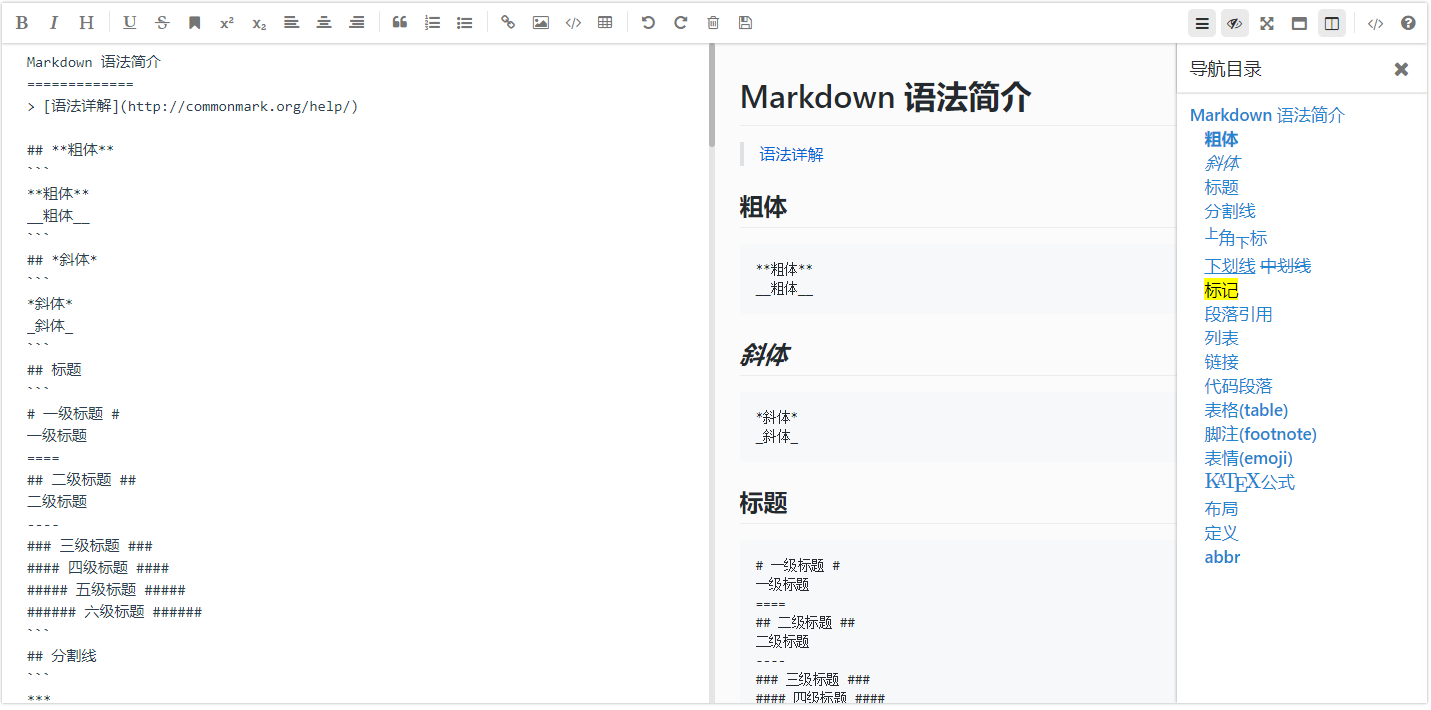 B I H U S x² x₂
Markdown 语法简介
=============
> [语法详解](http://commonmark.org/help/)
## **粗体**
```
**粗体**
__粗体__
```
## *斜体*
```
*斜体*
_斜体_
```
## 标题
```
# 一级标题 #
一级标题
====
## 二级标题 ##
二级标题
----
### 三级标题 ###
#### 四级标题 ####
##### 五级标题 #####
###### 六级标题 ######
```
## 分割线
```
***
Markdown 语法简介
语法详解
粗体
**粗体**
__粗体__
斜体
*斜体*
_斜体_
标题
# 一级标题 #
一级标题
====
## 二级标题 ##
二级标题
----
### 三级标题 ###
#### 四级标题 ####
导航目录
Markdown 语法简介
粗体
斜体
标题
分割线
上角下标
下划线 中划线
标记
段落引用
列表
链接
代码段落
表格(table)
脚注(footnote)
表情(emoji)
KATEX公式
布局
定义
abbr